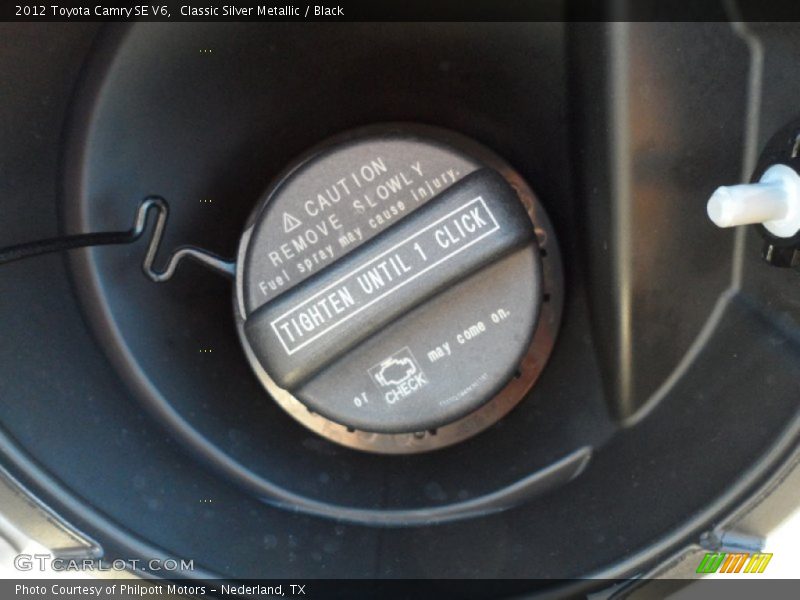 2012 Toyota Camry SE V6,  Classic Silver Metallic / Black
CAUTION
REMOVE SLOWLY
Fuel spray may cause injury.
TIGHTEN UNTIL 1 CLICK
or CHECK may come on.
GTCARLOT.COM
Photo Courtesy of Philpott Motors - Nederland, TX